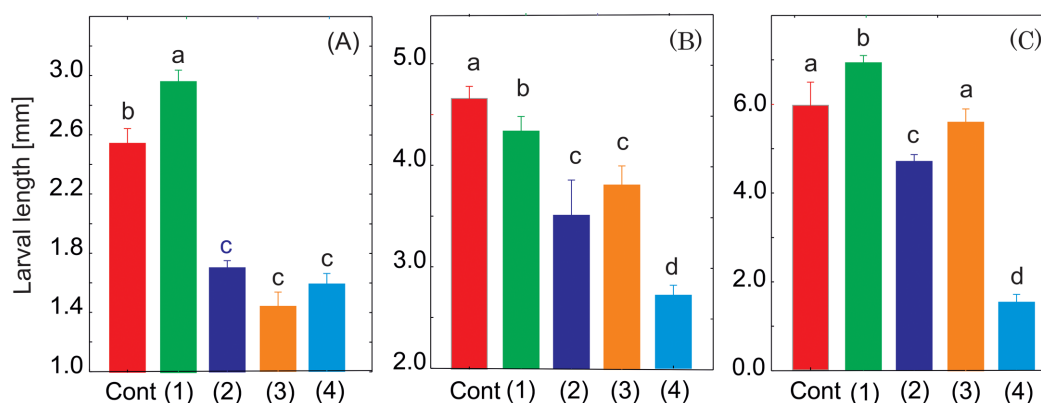 Larval length [mm]
(A)
3.0
2.6
2.2
1.8
1.4
1.0
b
a
c
c
c
Cont (1) (2) (3) (4)
(B)
5.0
4.0
3.0
2.0
a
b
c
c
d
Cont (1) (2) (3) (4)
(C)
6.0
4.0
2.0
0.0
a
b
c
a
d
Cont (1) (2) (3) (4)